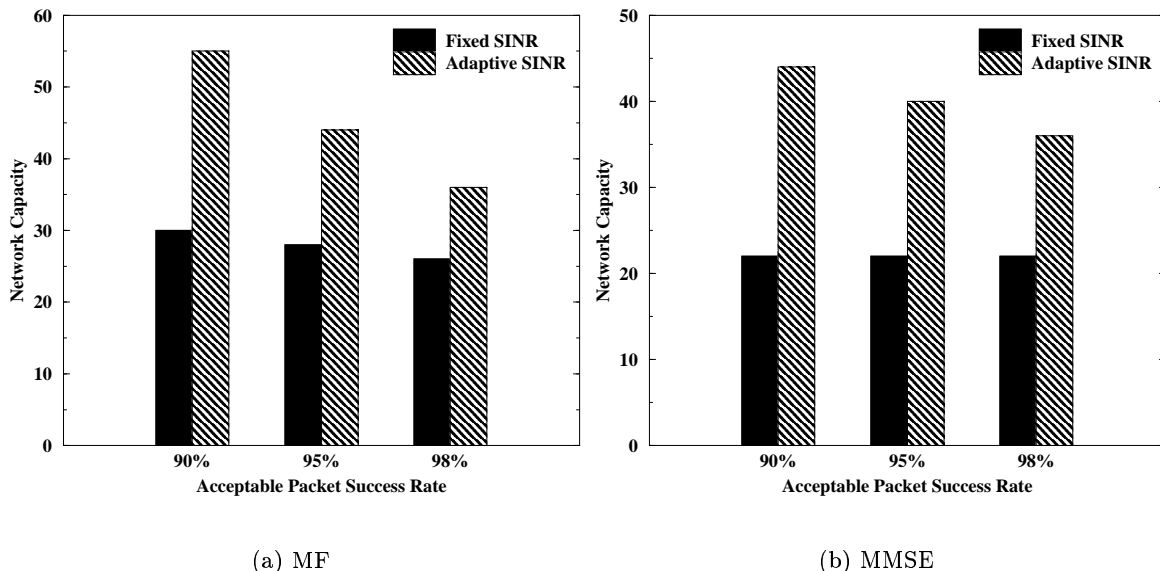 60
50
40
30
20
10
0
Network Capacity
Fixed SINR
Adaptive SINR
90%
95%
98%
Acceptable Packet Success Rate
(a) MF
50
40
30
20
10
0
Network Capacity
Fixed SINR
Adaptive SINR
90%
95%
98%
Acceptable Packet Success Rate
(b) MMSE